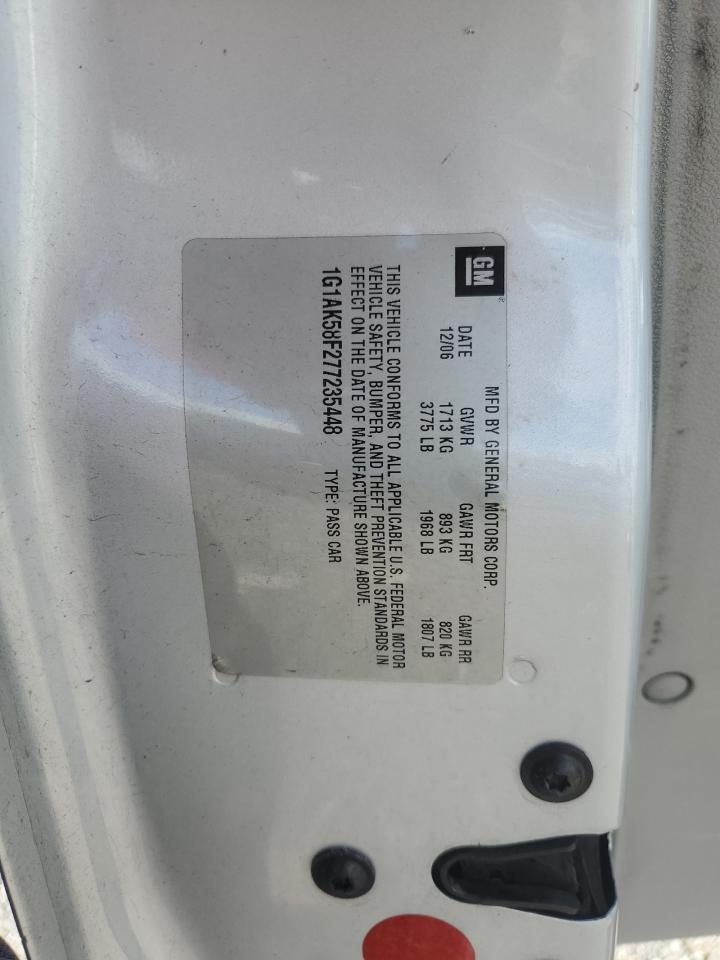 GM
MFD BY GENERAL MOTORS CORP.
DATE GVWR GAWR FRT GAWR RR
12/06 1713 KG 893 KG 820 KG
3775 LB 1968 LB 1807 LB
THIS VEHICLE CONFORMS TO ALL APPLICABLE U.S. FEDERAL MOTOR
VEHICLE SAFETY, BUMPER, AND THEFT PREVENTION STANDARDS IN
EFFECT ON THE DATE OF MANUFACTURE SHOWN ABOVE.
1G1AK58F277235448 TYPE: PASS CAR